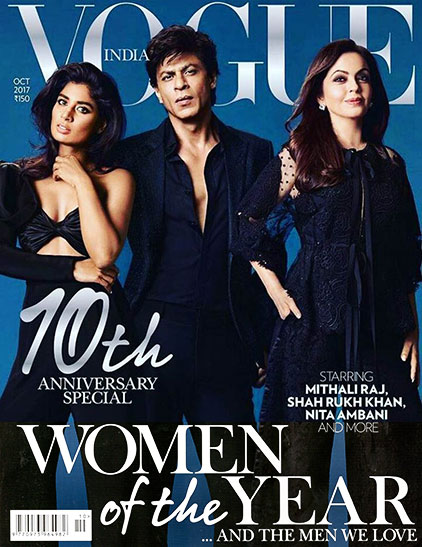 VOGUE
INDIA
OCT
2017
₹150
10th
ANNIVERSARY
SPECIAL
STARRING
MITHALI RAJ,
SHAH RUKH KHAN,
NITA AMBANI
AND MORE
WOMEN
of the YEAR
...AND THE MEN WE LOVE